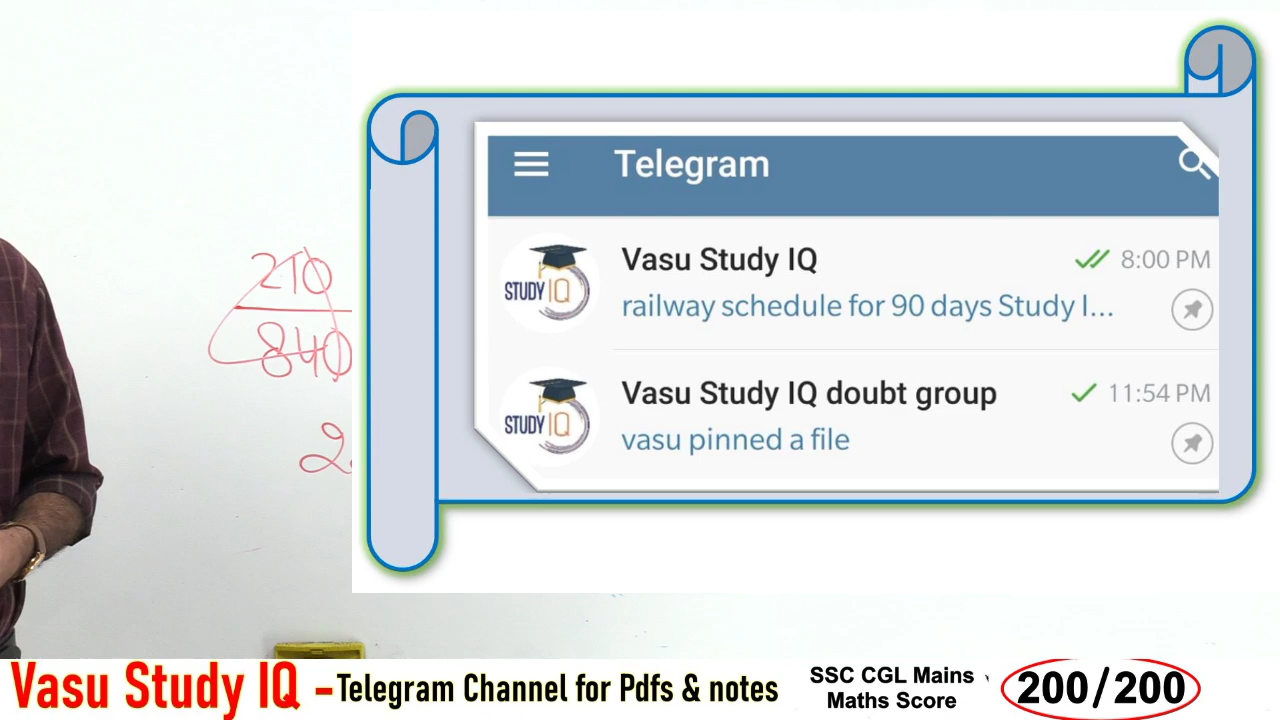 Telegram
STUDY IQ
Vasu Study IQ
8:00 PM
railway schedule for 90 days Study I...
STUDY IQ
Vasu Study IQ doubt group
11:54 PM
vasu pinned a file
210
840
2
Vasu Study IQ - Telegram Channel for Pdfs & notes
SSC CGL Mains
Maths Score
200/200